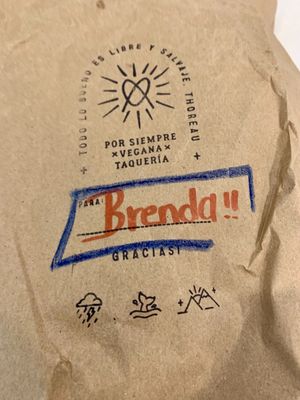 + TODO LO BUENO ES LIBRE Y SALVAJE. THOREAU +
POR SIEMPRE
×VEGANA×
TAQUERÍA
PARA: Brenda!!
GRACIAS!